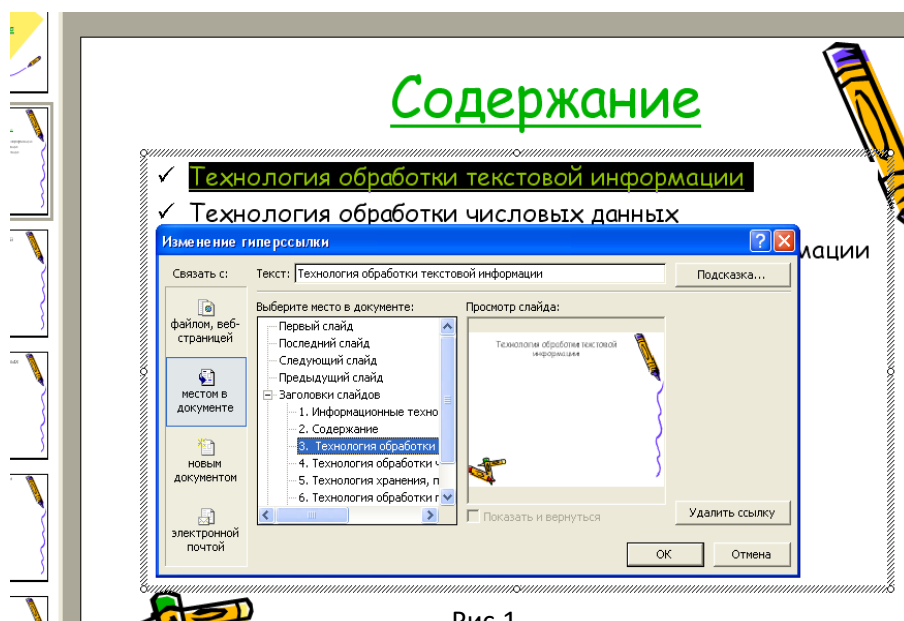 Содержание
✓ Технология обработки текстовой информации
✓ Технология обработки числовых данных
мации
Изменение гиперссылки
Связать с:
Текст: Технология обработки текстовой информации
Подсказка...
файлом, веб-
страницей
местом в
документе
новым
документом
электронной
почтой
Выберите место в документе:
Первый слайд
Последний слайд
Следующий слайд
Предыдущий слайд
Заголовки слайдов
1. Информационные техно
2. Содержание
3. Технология обработки
4. Технология обработки ч
5. Технология хранения, п
6. Технология обработки г
Просмотр слайда:
Технология обработки текстовой
информации
Показать и вернуться
Удалить ссылку
ОК
Отмена
Рис 1